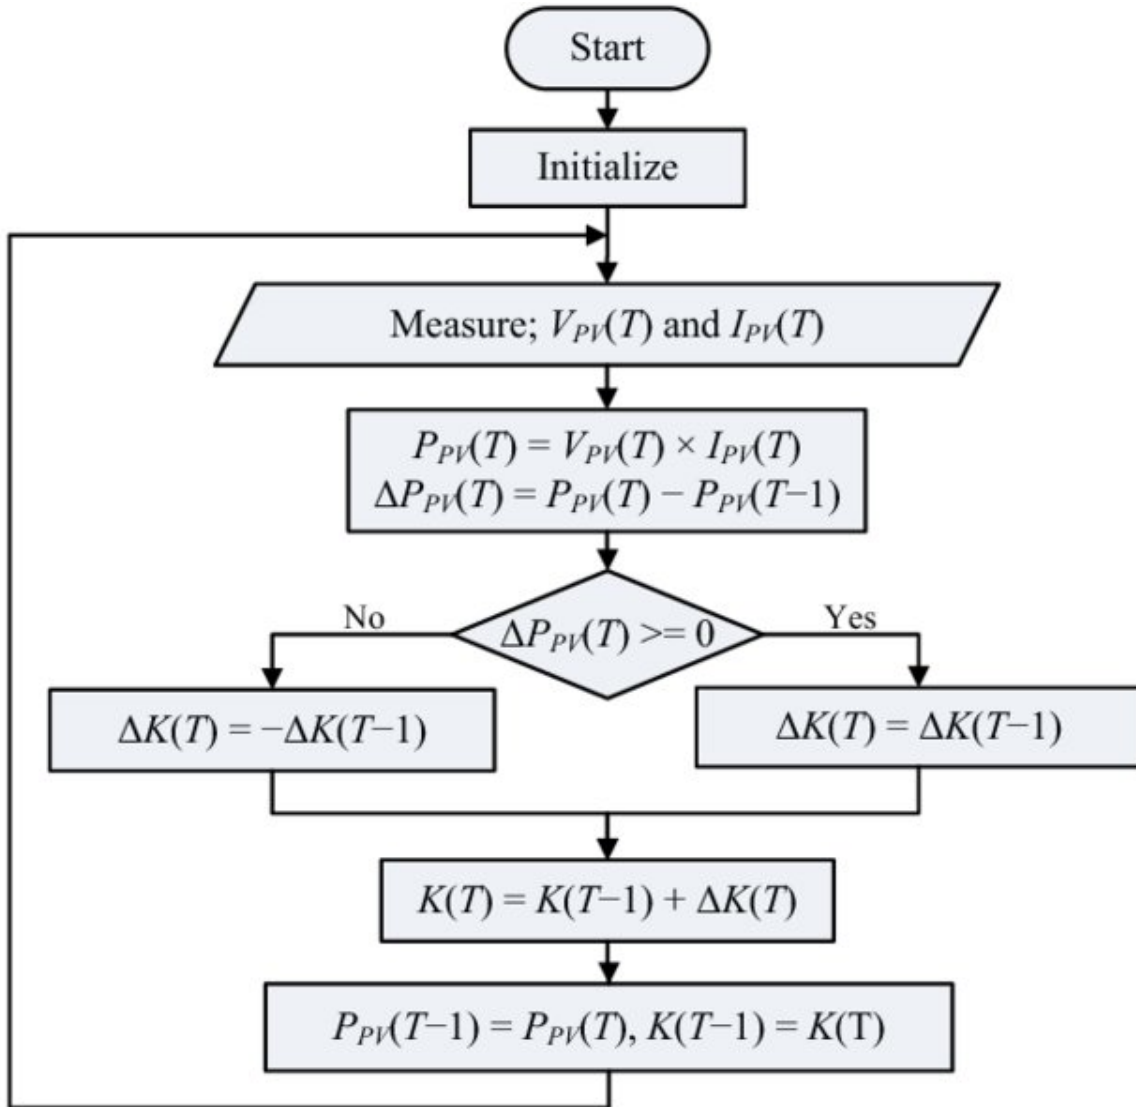 Start
Initialize
Measure; V_PV(T) and I_PV(T)
P_PV(T) = V_PV(T) × I_PV(T)
ΔP_PV(T) = P_PV(T) − P_PV(T−1)
No
ΔP_PV(T) >= 0
Yes
ΔK(T) = −ΔK(T−1)
ΔK(T) = ΔK(T−1)
K(T) = K(T−1) + ΔK(T)
P_PV(T−1) = P_PV(T), K(T−1) = K(T)